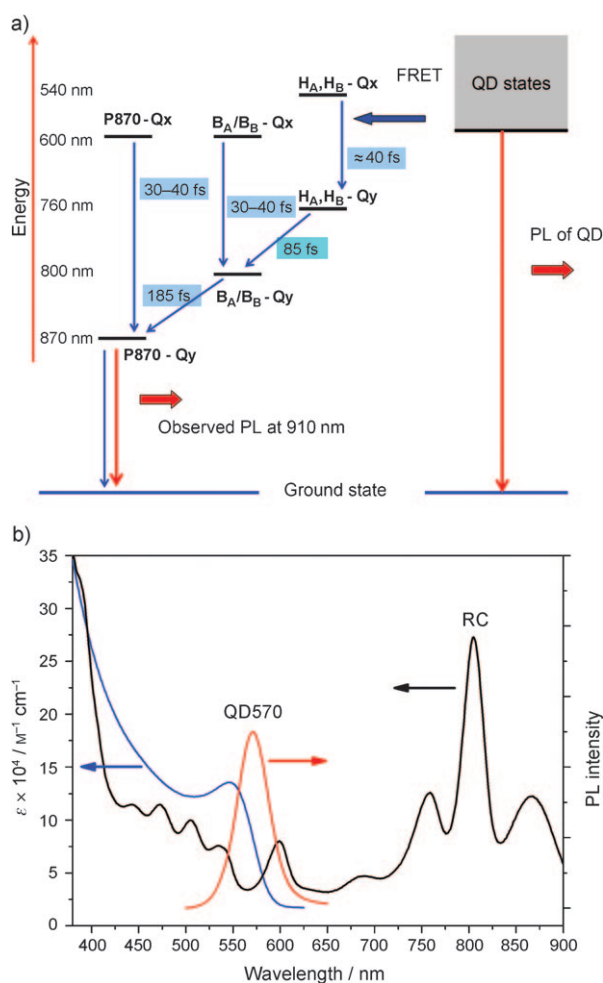 a)
Energy
540 nm
600 nm
760 nm
800 nm
870 nm
P870-Qx
B_A/B_B - Qx
H_A,H_B - Qx
FRET
QD states
≈ 40 fs
30–40 fs
30–40 fs
H_A,H_B - Qy
85 fs
PL of QD
185 fs
B_A/B_B - Qy
P870 - Qy
Observed PL at 910 nm
Ground state
b)
ε × 10⁴ / M⁻¹ cm⁻¹
35
30
25
20
15
10
5
0
QD570
RC
PL intensity
400 450 500 550 600 650 700 750 800 850 900
Wavelength / nm